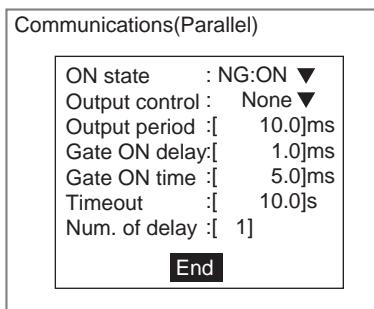 Communications(Parallel)
ON state : NG:ON ▼
Output control : None ▼
Output period :[ 10.0]ms
Gate ON delay:[ 1.0]ms
Gate ON time :[ 5.0]ms
Timeout :[ 10.0]s
Num. of delay :[ 1]
End